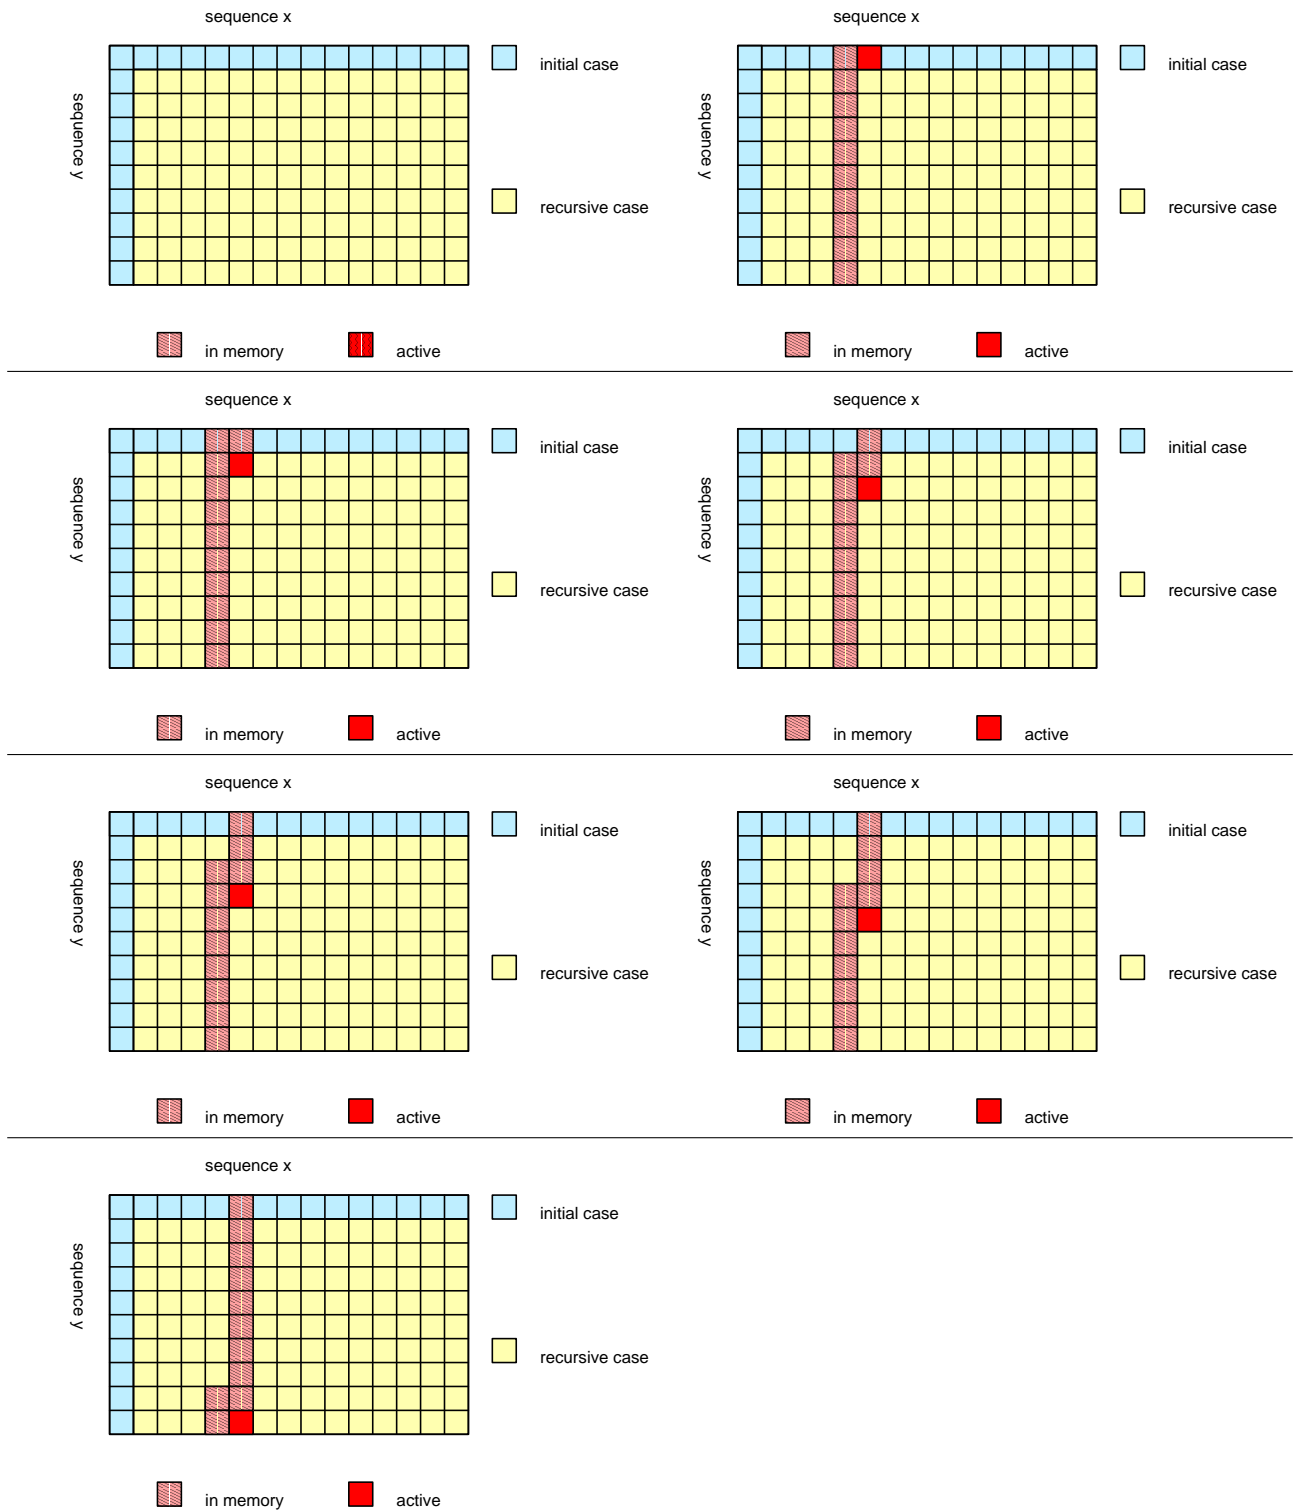 sequence x
initial case
sequence y
recursive case
in memory active
sequence x
initial case
sequence y
recursive case
in memory active
sequence x
initial case
sequence y
recursive case
in memory active
sequence x
initial case
sequence y
recursive case
in memory active
sequence x
initial case
sequence y
recursive case
in memory active
sequence x
initial case
sequence y
recursive case
in memory active
sequence x
initial case
sequence y
recursive case
in memory active